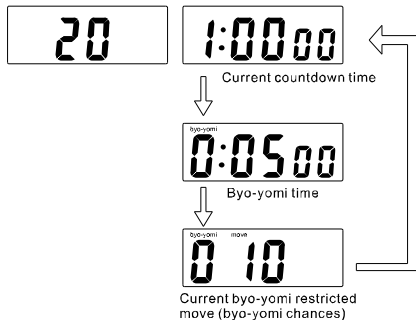 20
1:00 00
Current countdown time
byo-yomi
0:05 00
Byo-yomi time
byo-yomi move
0 10
Current byo-yomi restricted
move (byo-yomi chances)